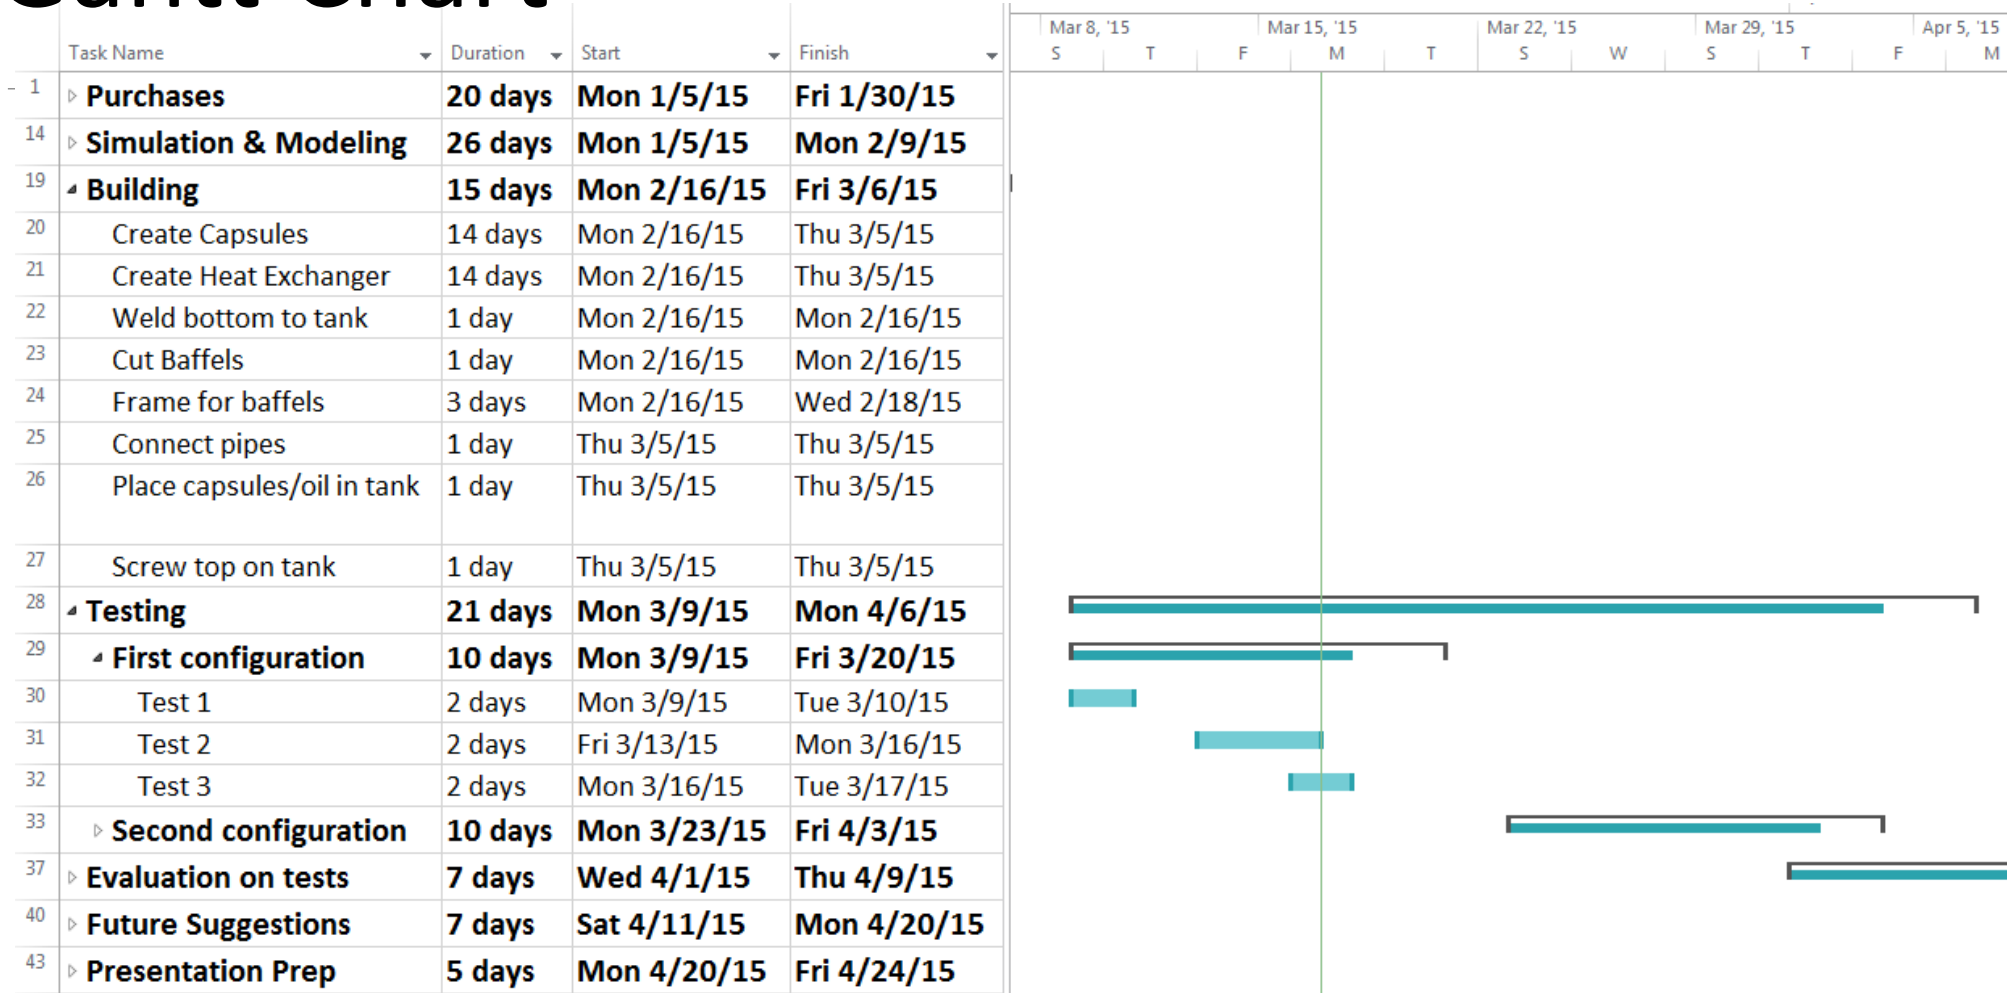 Gantt Chart
Mar 8, '15 Mar 15, '15 Mar 22, '15 Mar 29, '15 Apr 5, '15
Task Name Duration Start Finish S T F M T S W S T F M
1 Purchases 20 days Mon 1/5/15 Fri 1/30/15
14 Simulation & Modeling 26 days Mon 1/5/15 Mon 2/9/15
19 Building 15 days Mon 2/16/15 Fri 3/6/15
20 Create Capsules 14 days Mon 2/16/15 Thu 3/5/15
21 Create Heat Exchanger 14 days Mon 2/16/15 Thu 3/5/15
22 Weld bottom to tank 1 day Mon 2/16/15 Mon 2/16/15
23 Cut Baffels 1 day Mon 2/16/15 Mon 2/16/15
24 Frame for baffels 3 days Mon 2/16/15 Wed 2/18/15
25 Connect pipes 1 day Thu 3/5/15 Thu 3/5/15
26 Place capsules/oil in tank 1 day Thu 3/5/15 Thu 3/5/15
27 Screw top on tank 1 day Thu 3/5/15 Thu 3/5/15
28 Testing 21 days Mon 3/9/15 Mon 4/6/15
29 First configuration 10 days Mon 3/9/15 Fri 3/20/15
30 Test 1 2 days Mon 3/9/15 Tue 3/10/15
31 Test 2 2 days Fri 3/13/15 Mon 3/16/15
32 Test 3 2 days Mon 3/16/15 Tue 3/17/15
33 Second configuration 10 days Mon 3/23/15 Fri 4/3/15
37 Evaluation on tests 7 days Wed 4/1/15 Thu 4/9/15
40 Future Suggestions 7 days Sat 4/11/15 Mon 4/20/15
43 Presentation Prep 5 days Mon 4/20/15 Fri 4/24/15